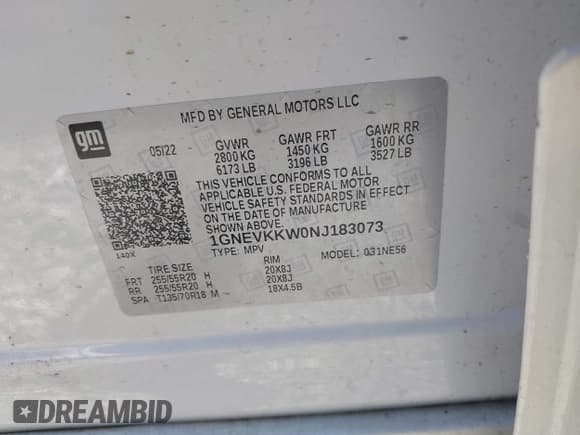 MFD BY GENERAL MOTORS LLC
gm
05/22
GVWR GAWR FRT GAWR RR
2800 KG 1450 KG 1600 KG
6173 LB 3196 LB 3527 LB
THIS VEHICLE CONFORMS TO ALL
APPLICABLE U.S. FEDERAL MOTOR
VEHICLE SAFETY STANDARDS IN EFFECT
ON THE DATE OF MANUFACTURE
SHOWN ABOVE.
1GNEVKKW0NJ183073
TYPE: MPV MODEL: 031NE56
140X
TIRE SIZE RIM
FRT 255/55R20 H 20X8J
RR 255/55R20 H 20X8J
SPA T135/70R18 M 18X4.5B
DREAMBID